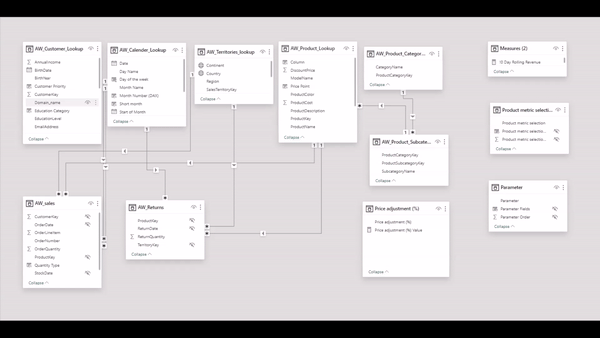 AW_Customer_Lookup
AnnualIncome
BirthDate
BirthYear
Customer Priority
CustomerKey
Domain_name
Education Category
EducationLevel
EmailAddress
Collapse
AW_Calender_Lookup
Date
Day Name
Day of the week
Month Name
Month Number (DAX)
Short month
Start of Month
Collapse
AW_Territories_lookup
Continent
Country
Region
SalesTerritoryKey
Collapse
AW_Product_Lookup
Column
DiscountPrice
ModelName
Price Point
ProductColor
ProductCost
ProductDescription
ProductKey
ProductName
Collapse
AW_Product_Categor...
CategoryName
ProductCategoryKey
Collapse
Measures (2)
10 Day Rolling Revenue
Collapse
Product metric selecti...
Product metric selection
Product metric selectio...
Product metric selectio...
Collapse
AW_Product_Subcate...
ProductCategoryKey
ProductSubcategoryKey
SubcategoryName
Collapse
AW_sales
CustomerKey
OrderDate
OrderLineItem
OrderNumber
OrderQuantity
ProductKey
Quantity Type
StockDate
Collapse
AW_Returns
ProductKey
ReturnDate
ReturnQuantity
TerritoryKey
Collapse
Price adjustment (%)
Price adjustment (%)
Price adjustment (%) Value
Collapse
Parameter
Parameter
Parameter Fields
Parameter Order
Collapse